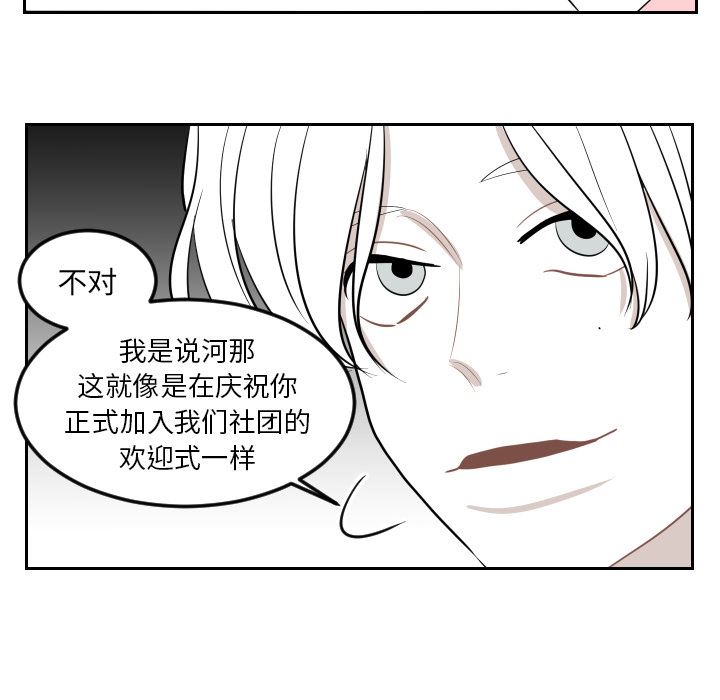 不对
我是说河那
这就像是在庆祝你
正式加入我们社团的
欢迎式一样